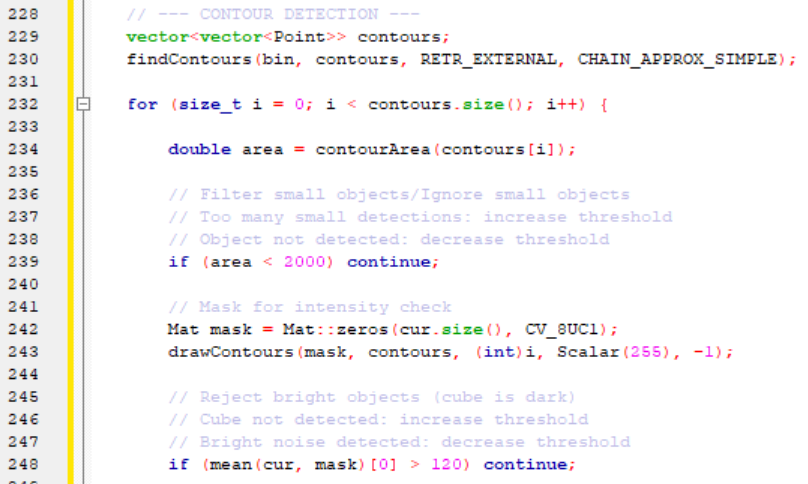 228 // --- CONTOUR DETECTION ---
229 vector<vector<Point>> contours;
230 findContours(bin, contours, RETR_EXTERNAL, CHAIN_APPROX_SIMPLE);
231
232 for (size_t i = 0; i < contours.size(); i++) {
233
234 double area = contourArea(contours[i]);
235
236 // Filter small objects/Ignore small objects
237 // Too many small detections: increase threshold
238 // Object not detected: decrease threshold
239 if (area < 2000) continue;
240
241 // Mask for intensity check
242 Mat mask = Mat::zeros(cur.size(), CV_8UC1);
243 drawContours(mask, contours, (int)i, Scalar(255), -1);
244
245 // Reject bright objects (cube is dark)
246 // Cube not detected: increase threshold
247 // Bright noise detected: decrease threshold
248 if (mean(cur, mask)[0] > 120) continue;